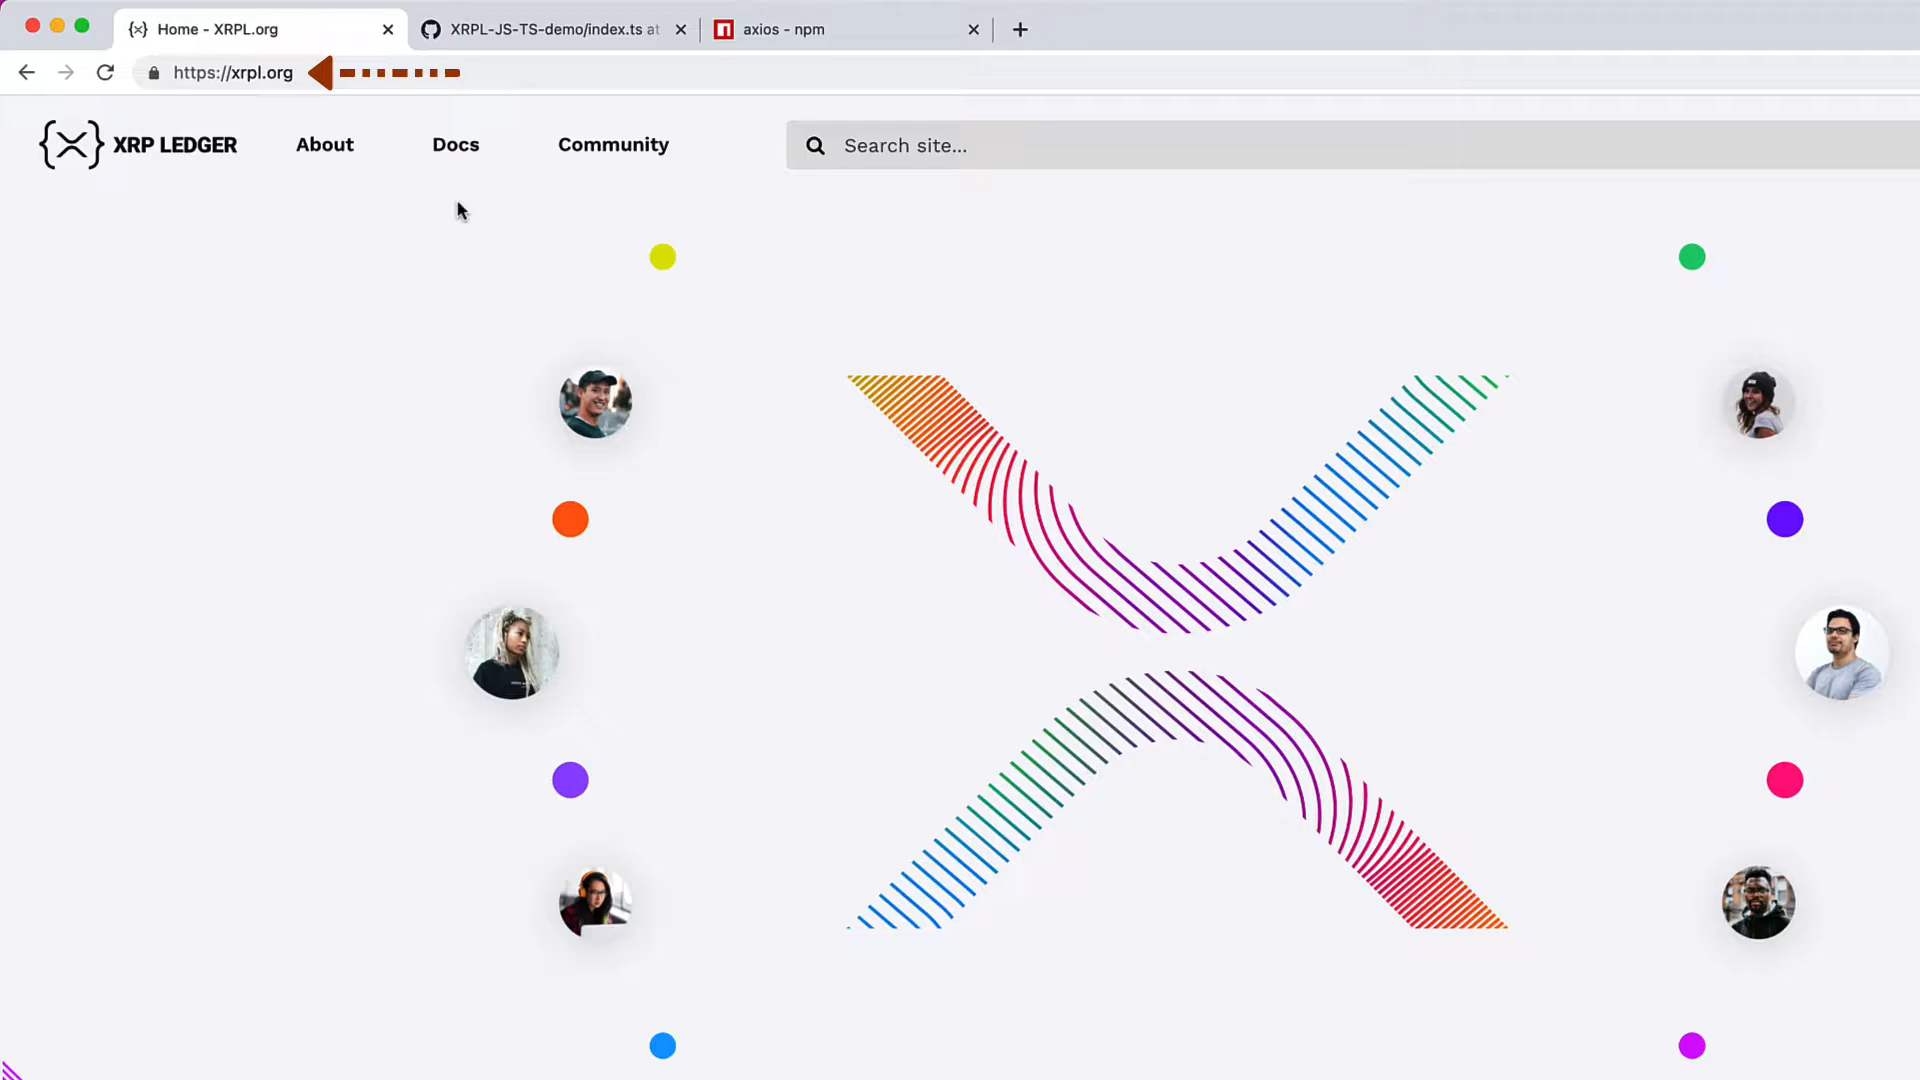 Home - XRPL.org
XRPL-JS-TS-demo/index.ts at
axios - npm
https://xrpl.org
XRP LEDGER
About
Docs
Community
Search site...